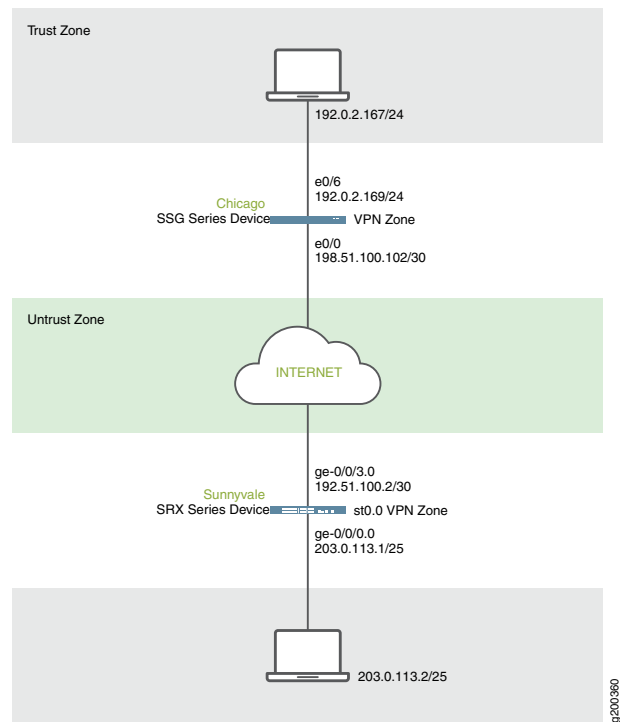 Trust Zone
192.0.2.167/24
e0/6
192.0.2.169/24
Chicago
SSG Series Device
VPN Zone
e0/0
198.51.100.102/30
Untrust Zone
INTERNET
ge-0/0/3.0
192.51.100.2/30
Sunnyvale
SRX Series Device
st0.0 VPN Zone
ge-0/0/0.0
203.0.113.1/25
203.0.113.2/25
g200360